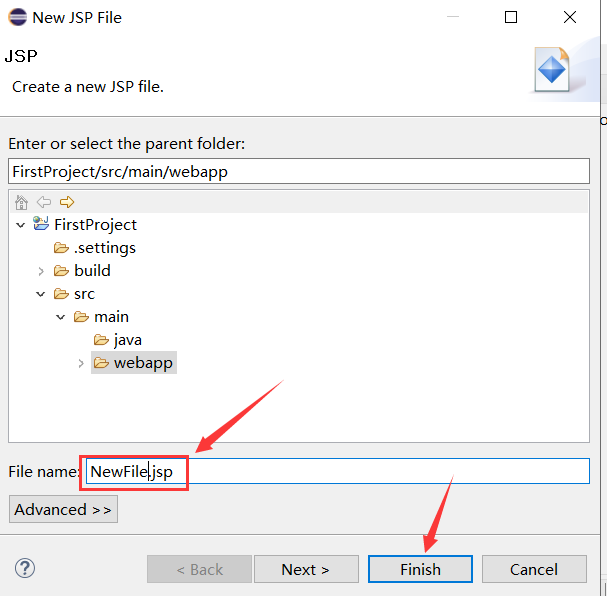 New JSP File
JSP
Create a new JSP file.
Enter or select the parent folder:
FirstProject/src/main/webapp
FirstProject
.settings
build
src
main
java
webapp
File name: NewFile.jsp
Advanced >>
? < Back Next > Finish Cancel